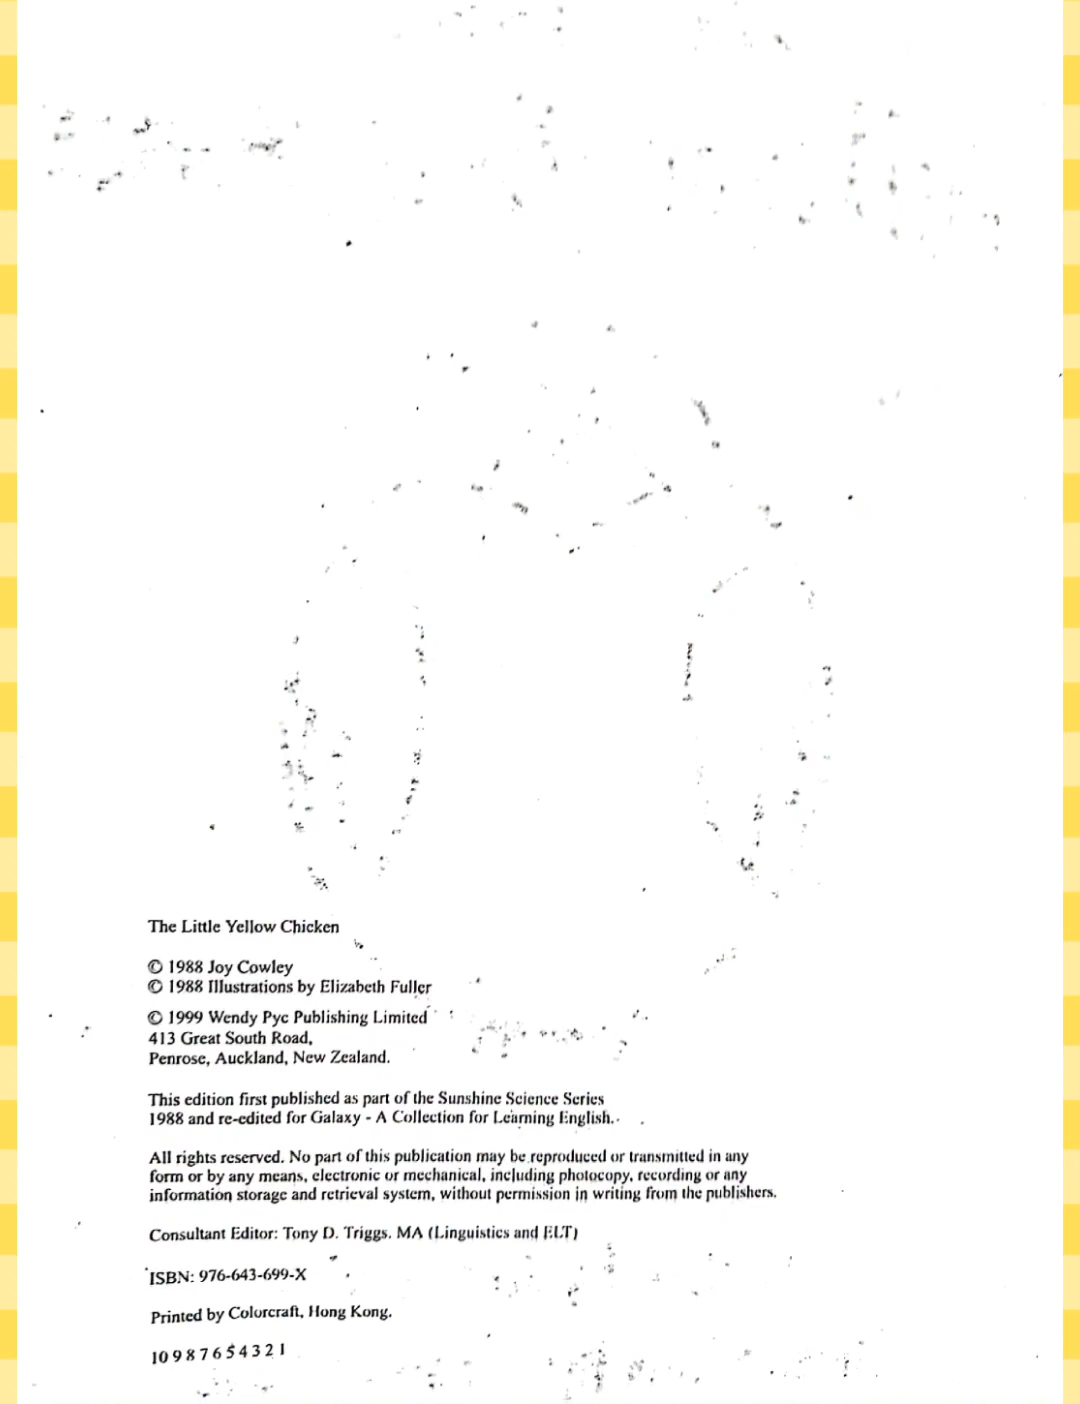 The Little Yellow Chicken
© 1988 Joy Cowley
© 1988 Illustrations by Elizabeth Fuller
© 1999 Wendy Pye Publishing Limited
413 Great South Road,
Penrose, Auckland, New Zealand.
This edition first published as part of the Sunshine Science Series
1988 and re-edited for Galaxy - A Collection for Learning English.
All rights reserved. No part of this publication may be reproduced or transmitted in any
form or by any means, electronic or mechanical, including photocopy, recording or any
information storage and retrieval system, without permission in writing from the publishers.
Consultant Editor: Tony D. Triggs. MA (Linguistics and ELT)
ISBN: 976-643-699-X
Printed by Colorcraft, Hong Kong.
10 9 8 7 6 5 4 3 2 1